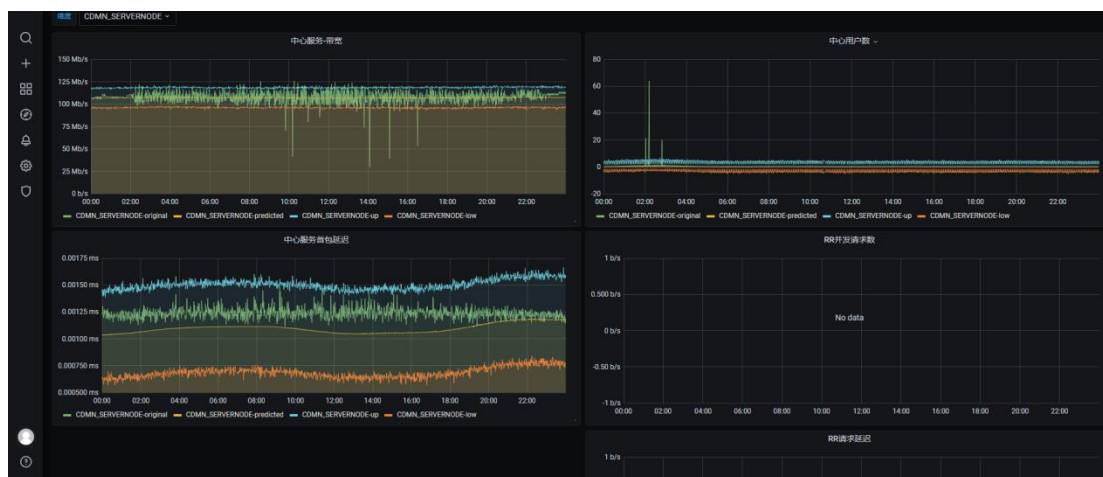 维度 CDMN_SERVERNODE
中心服务-带宽
150 Mb/s
125 Mb/s
100 Mb/s
75 Mb/s
50 Mb/s
25 Mb/s
0 b/s
00:00 02:00 04:00 06:00 08:00 10:00 12:00 14:00 16:00 18:00 20:00 22:00
CDMN_SERVERNODE-original CDMN_SERVERNODE-predicted CDMN_SERVERNODE-up CDMN_SERVERNODE-low
中心用户数
80
60
40
20
0
-20
00:00 02:00 04:00 06:00 08:00 10:00 12:00 14:00 16:00 18:00 20:00 22:00
CDMN_SERVERNODE-original CDMN_SERVERNODE-predicted CDMN_SERVERNODE-up CDMN_SERVERNODE-low
中心服务首包延迟
0.00175 ms
0.00150 ms
0.00125 ms
0.00100 ms
0.000750 ms
0.000500 ms
00:00 02:00 04:00 06:00 08:00 10:00 12:00 14:00 16:00 18:00 20:00 22:00
CDMN_SERVERNODE-original CDMN_SERVERNODE-predicted CDMN_SERVERNODE-up CDMN_SERVERNODE-low
RR并发请求数
1 b/s
0.500 b/s
0 b/s
-0.50 b/s
-1 b/s
No data
00:00 02:00 04:00 06:00 08:00 10:00 12:00 14:00 16:00 18:00 20:00 22:00
RR请求延迟
1 b/s